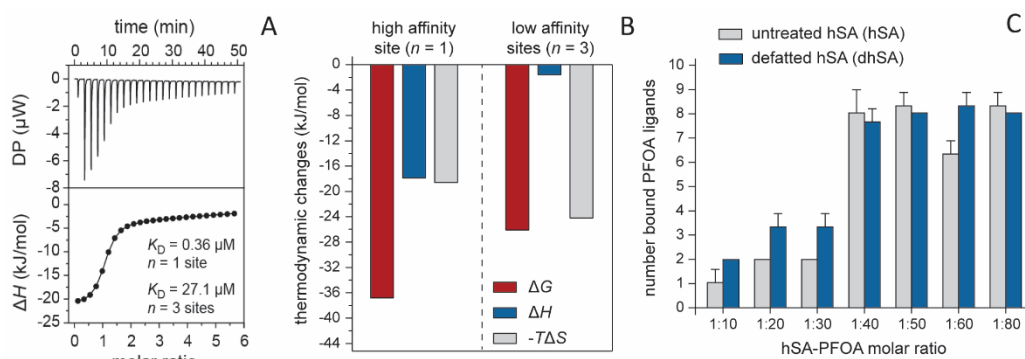 time (min)
0 10 20 30 40 50
A
0
-2
-4
-6
-8
DP (µW)
0
-5
-10
-15
-20
-25
ΔH (kJ/mol)
K_D = 0.36 µM
n = 1 site
K_D = 27.1 µM
n = 3 sites
0 1 2 3 4 5 6
molar ratio
B
high affinity
site (n = 1)
low affinity
sites (n = 3)
0
-4
-8
-12
-16
-20
-24
-28
-32
-36
-40
-44
thermodynamic changes (kJ/mol)
ΔG
ΔH
-TΔS
C
untreated hSA (hSA)
defatted hSA (dhSA)
10
9
8
7
6
5
4
3
2
1
0
number bound PFOA ligands
1:10 1:20 1:30 1:40 1:50 1:60 1:80
hSA-PFOA molar ratio